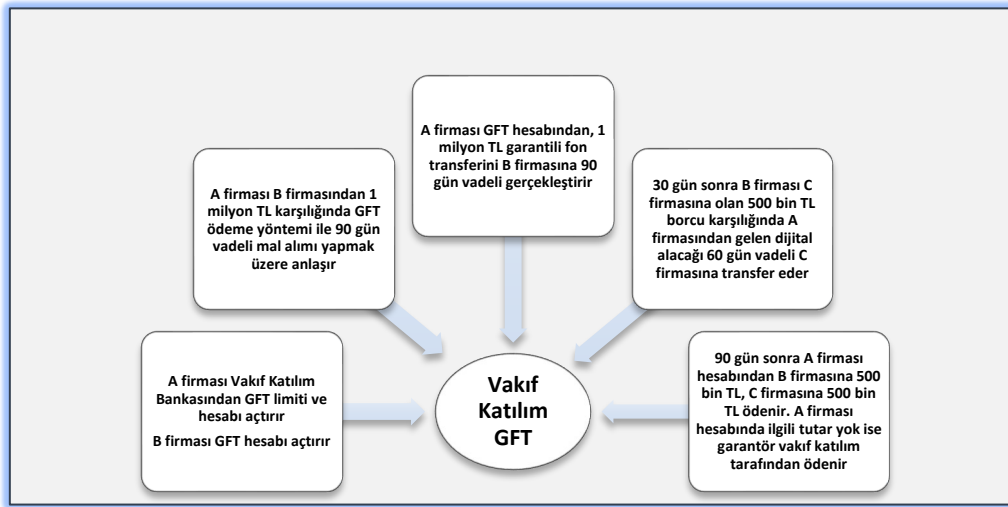 A firması Vakıf Katılım
Bankasından GFT limiti ve
hesabı açtırır
B firması GFT hesabı açtırır
A firması B firmasından 1
milyon TL karşılığında GFT
ödeme yöntemi ile 90 gün
vadeli mal alımı yapmak
üzere anlaşır
A firması GFT hesabından, 1
milyon TL garantili fon
transferini B firmasına 90
gün vadeli gerçekleştirir
30 gün sonra B firması C
firmasına olan 500 bin TL
borcu karşılığında A
firmasından gelen dijital
alacağı 60 gün vadeli C
firmasına transfer eder
90 gün sonra A firması
hesabından B firmasına 500
bin TL, C firmasına 500 bin
TL ödenir. A firması
hesabında ilgili tutar yok ise
garantör vakıf katılım
tarafından ödenir
Vakıf
Katılım
GFT